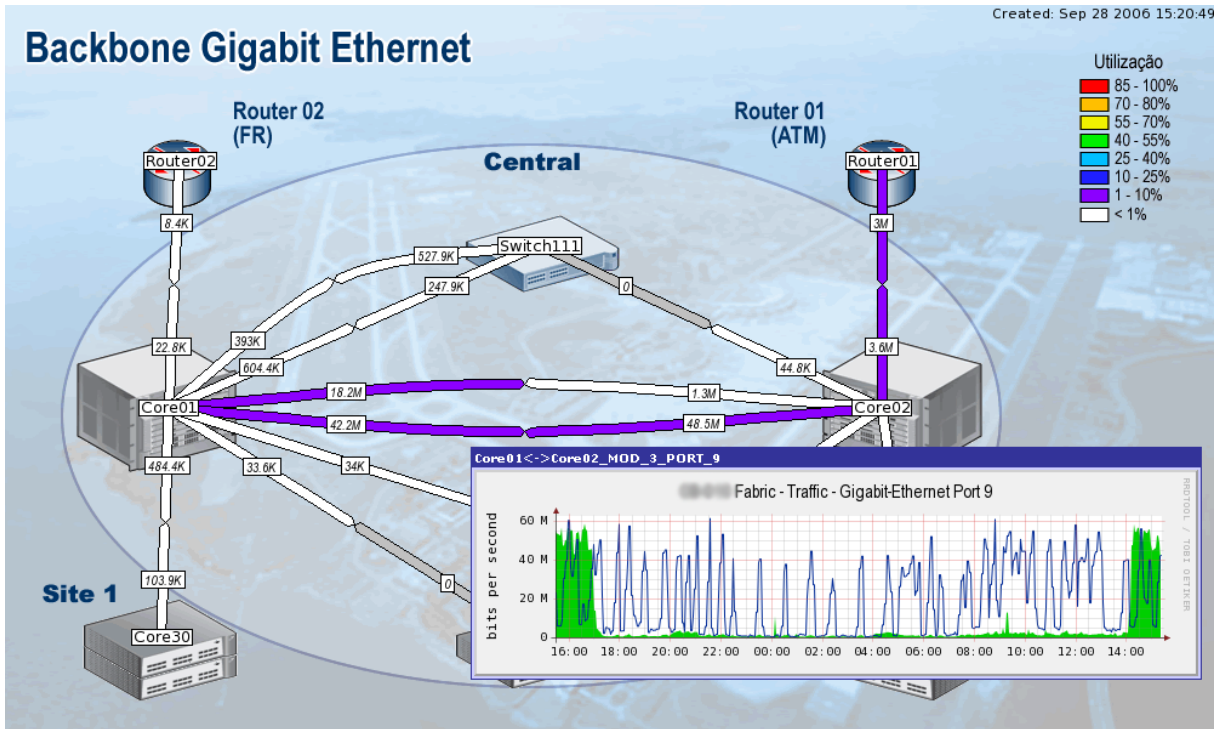 Created: Sep 28 2006 15:20:49
Backbone Gigabit Ethernet
Utilização
85 - 100%
70 - 80%
55 - 70%
40 - 55%
25 - 40%
10 - 25%
1 - 10%
< 1%
Router 02
(FR)
Router 01
(ATM)
Central
Router02
Router01
8.4K
3M
Switch111
527.9K
247.9K
0
393K
22.8K
604.4K
3.6M
44.8K
18.2M
1.3M
Core01
Core02
42.2M
48.5M
484.4K
33.6K
34K
103.9K
0
Site 1
Core30
Core01<->Core02_MOD_3_PORT_9
Fabric - Traffic - Gigabit-Ethernet Port 9
RRDTOOL / TOBI OETIKER
bits per second
60 M
40 M
20 M
0
16:00 18:00 20:00 22:00 00:00 02:00 04:00 06:00 08:00 10:00 12:00 14:00